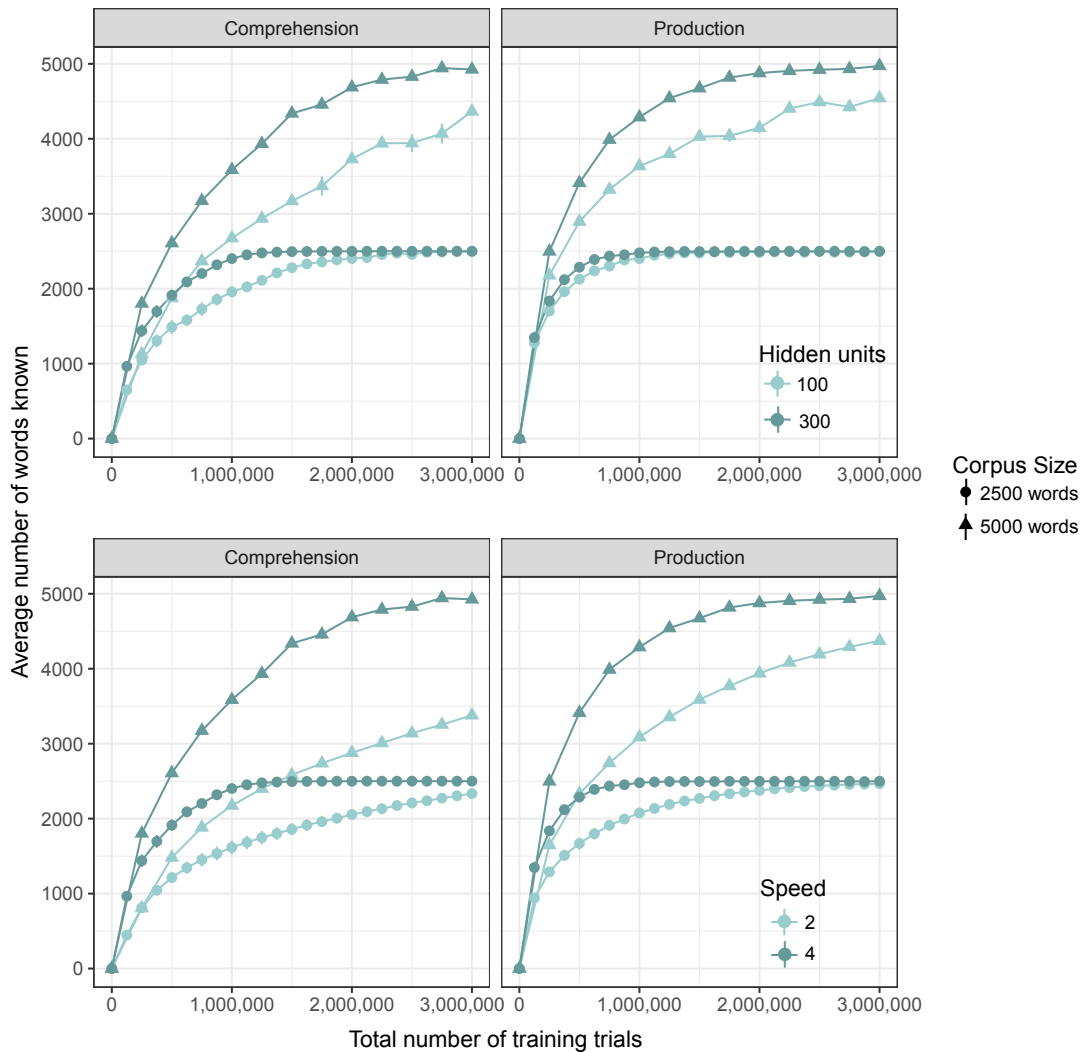 Comprehension Production
5000
4000
3000
2000
1000
0
Hidden units
100
300
0 1,000,000 2,000,000 3,000,000 0 1,000,000 2,000,000 3,000,000
Average number of words known
Corpus Size
2500 words
5000 words
Comprehension Production
5000
4000
3000
2000
1000
0
Speed
2
4
0 1,000,000 2,000,000 3,000,000 0 1,000,000 2,000,000 3,000,000
Total number of training trials